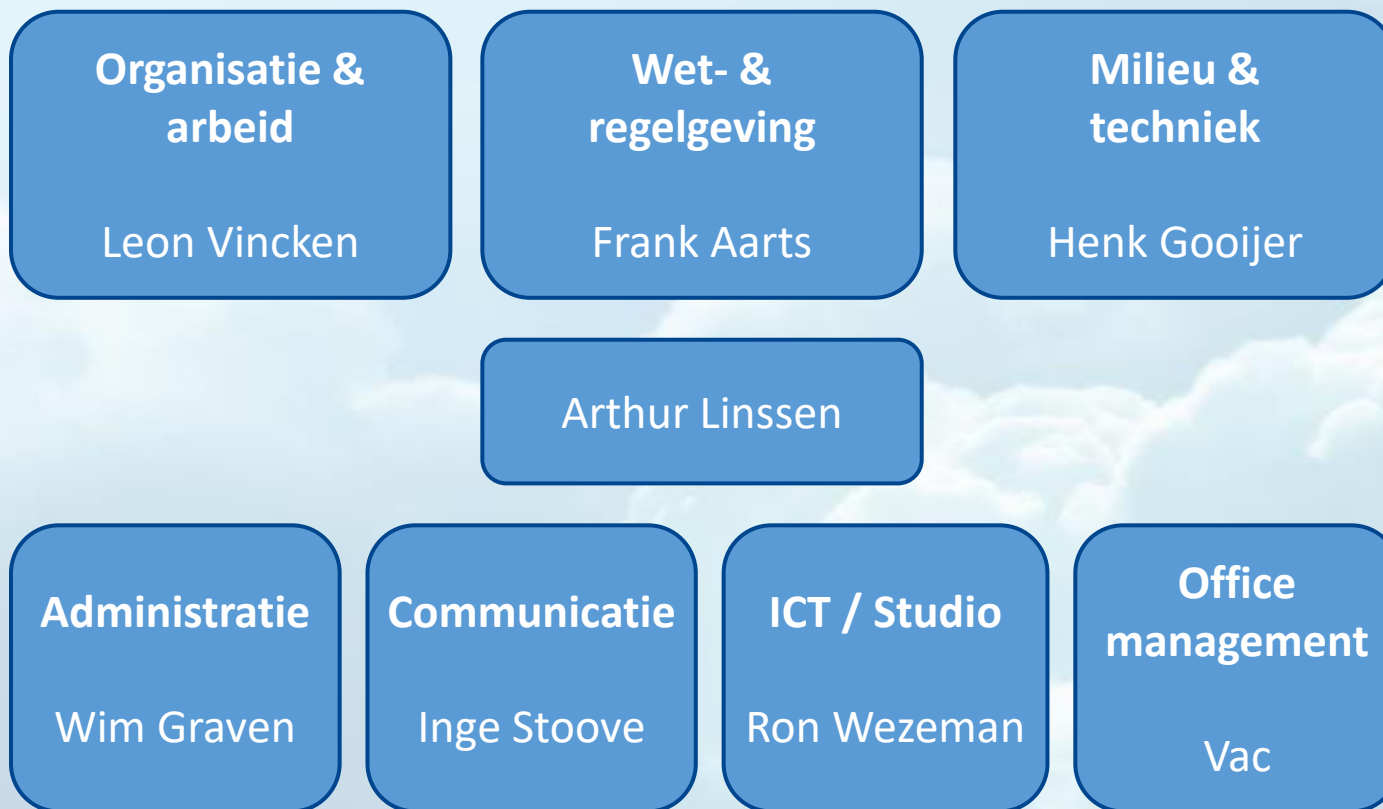 Organisatie &
arbeid
Leon Vincken
Wet- &
regelgeving
Frank Aarts
Milieu &
techniek
Henk Gooijer
Arthur Linssen
Administratie
Wim Graven
Communicatie
Inge Stoove
ICT / Studio
Ron Wezeman
Office
management
Vac